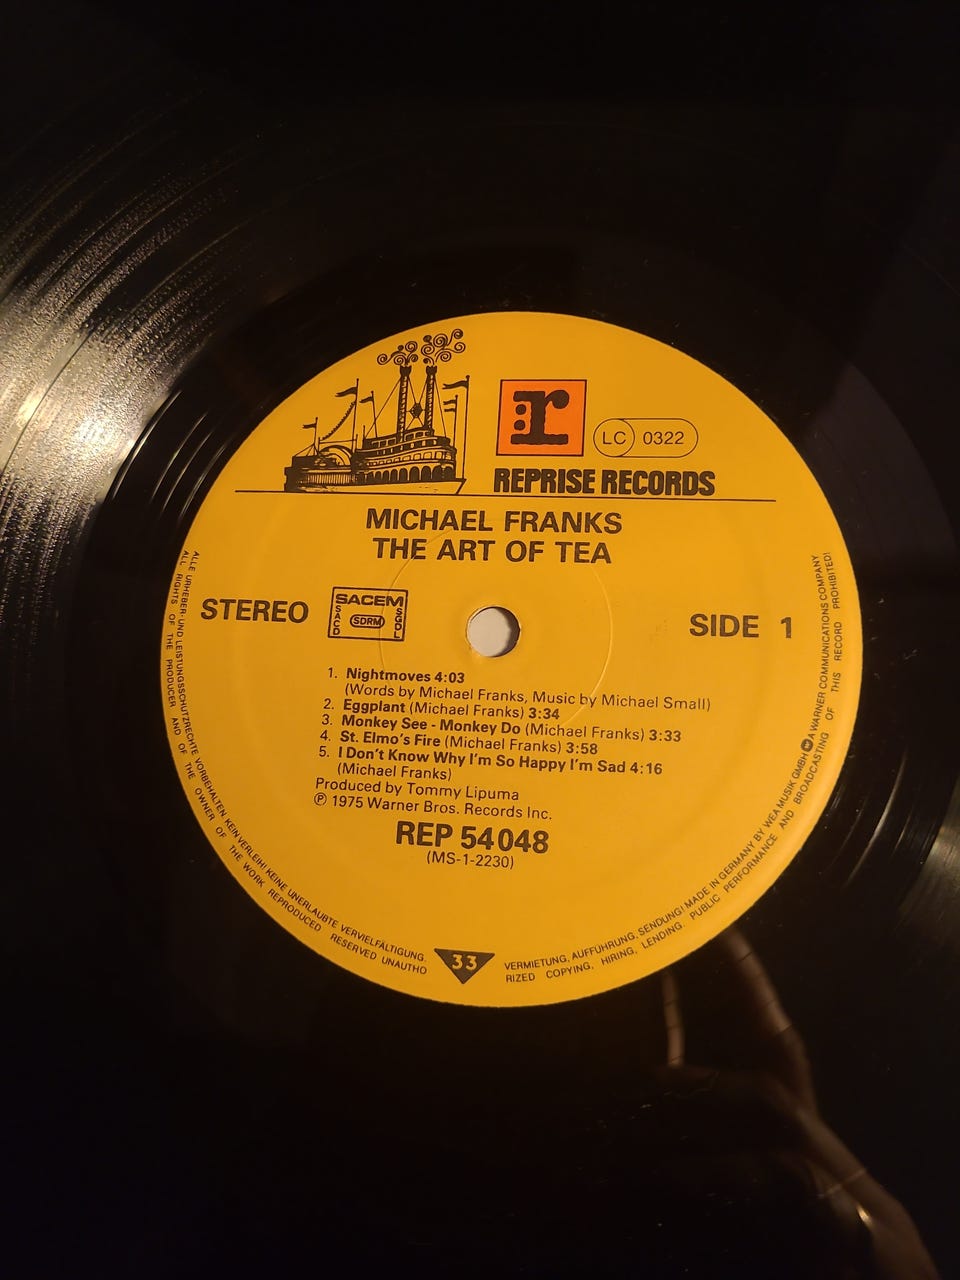 r
LC 0322
REPRISE RECORDS
MICHAEL FRANKS
THE ART OF TEA
STEREO
SACEM
SACD
SDRM
SGDL
SIDE 1
1. Nightmoves 4:03
(Words by Michael Franks, Music by Michael Small)
2. Eggplant (Michael Franks) 3:34
3. Monkey See - Monkey Do (Michael Franks) 3:33
4. St. Elmo's Fire (Michael Franks) 3:58
5. I Don't Know Why I'm So Happy I'm Sad 4:16
(Michael Franks)
Produced by Tommy Lipuma
℗ 1975 Warner Bros. Records Inc.
REP 54 048
(MS-1-2230)
33
ALLE URHEBER- UND LEISTUNGSSCHUTZRECHTE VORBEHALTEN. KEIN VERLEIH! KEINE UNERLAUBTE VERVIELFÄLTIGUNG, VERMIETUNG, AUFFÜHRUNG, SENDUNG! MADE IN GERMANY BY WEA MUSIK GMBH A WARNER COMMUNICATIONS COMPANY
ALL RIGHTS OF THE PRODUCER AND OF THE OWNER OF THE WORK REPRODUCED RESERVED UNAUTHORIZED COPYING, HIRING, LENDING, PUBLIC PERFORMANCE AND BROADCASTING OF THIS RECORD PROHIBITED!